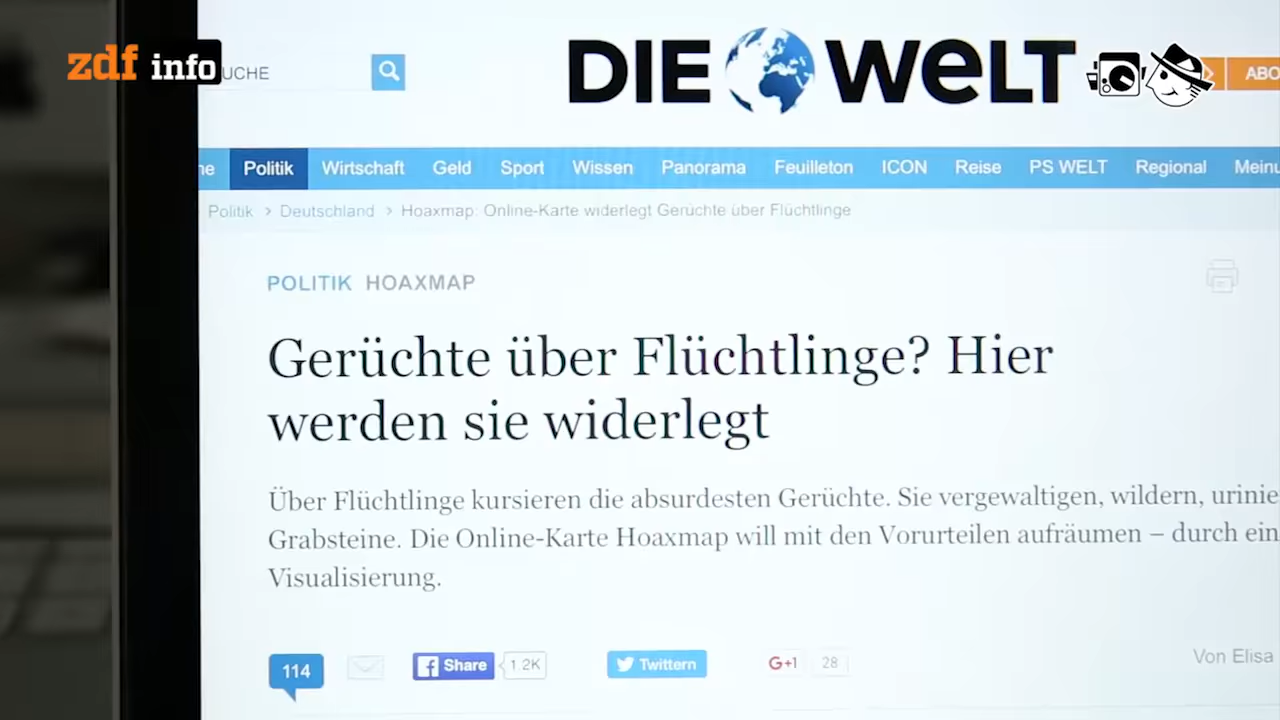 zdf info
UCHE
DIE WELT
ABO
Politik Wirtschaft Geld Sport Wissen Panorama Feuilleton ICON Reise PS WELT Regional
Politik > Deutschland > Hoaxmap: Online-Karte widerlegt Gerüchte über Flüchtlinge
POLITIK HOAXMAP
Gerüchte über Flüchtlinge? Hier
werden sie widerlegt
Über Flüchtlinge kursieren die absurdesten Gerüchte. Sie vergewaltigen, wildern, urinie
Grabsteine. Die Online-Karte Hoaxmap will mit den Vorurteilen aufräumen – durch ein
Visualisierung.
114 Share 1.2K Twittern G+1 28
Von Elisa